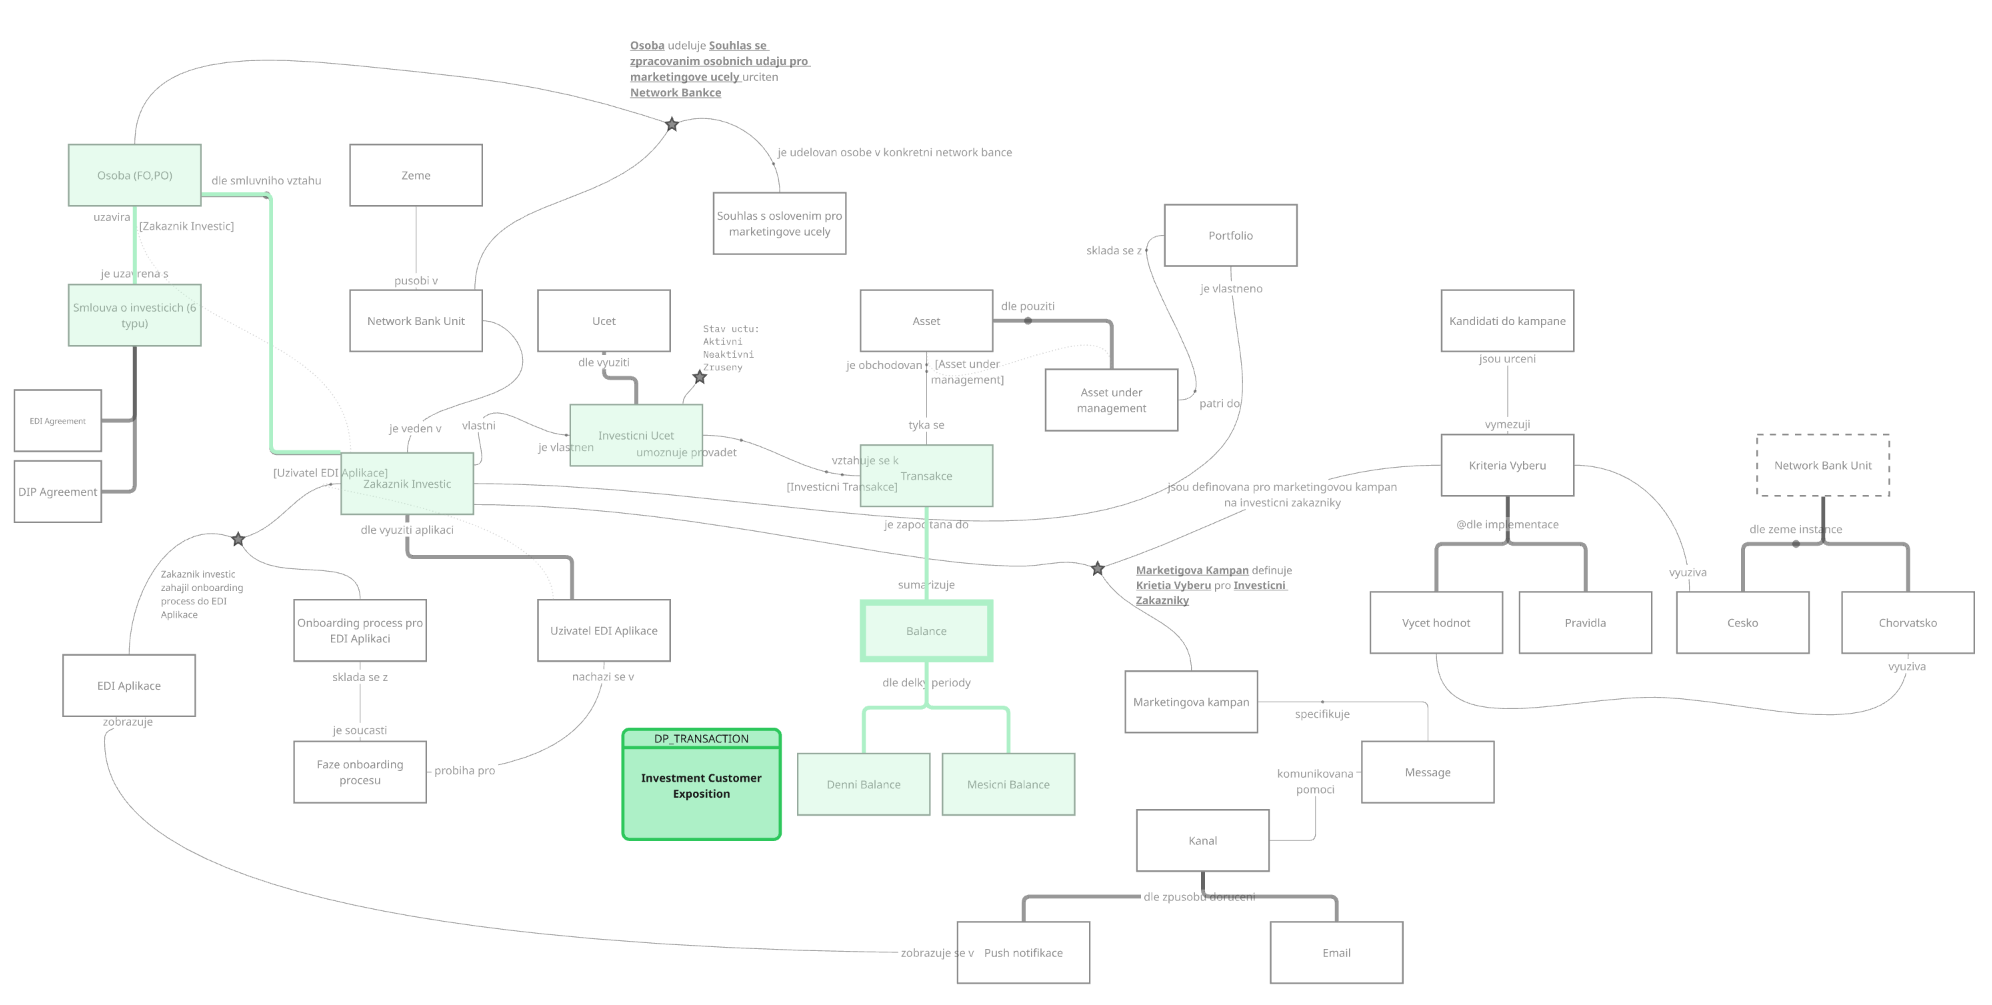 Osoba udeluje Souhlas se
zpracovanim osobnich udaju pro
marketingove ucely urciten
Network Bankce
Osoba (FO,PO)
dle smluvniho vztahu
Zeme
je udelovan osobe v konkretni network bance
uzavira
[Zakaznik Investic]
Souhlas s oslovenim pro
marketingove ucely
Portfolio
sklada se z
je uzavrena s
pusobi v
je vlastneno
Smlouva o investicich (6
typu)
Network Bank Unit
Ucet
Stav uctu:
Aktivni
Neaktivni
Zruseny
Asset
dle pouziti
Kandidati do kampane
dle vyuziti
je obchodovan
[Asset under
management]
jsou urceni
Asset under
management
patri do
EDI Agreement
je veden v
vlastni
je vlastnen
Investicni Ucet
umoznuje provadet
tyka se
vymezuji
vztahuje se k
[Investicni Transakce]
Transakce
Kriteria Vyberu
Network Bank Unit
DIP Agreement
[Uzivatel EDI Aplikace]
Zakaznik Investic
jsou definovana pro marketingovou kampan
na investicni zakazniky
dle vyuziti aplikaci
je zapocitana do
@dle implementace
dle zeme instance
Zakaznik investic
zahajil onboarding
process do EDI
Aplikace
sumarizuje
Marketigova Kampan definuje
Krietia Vyberu pro Investicni
Zakazniky
vyuziva
Onboarding process pro
EDI Aplikaci
Uzivatel EDI Aplikace
Balance
Vycet hodnot
Pravidla
Cesko
Chorvatsko
EDI Aplikace
sklada se z
nachazi se v
dle delky periody
vyuziva
Marketingova kampan
specifikuje
zobrazuje
je soucasti
DP_TRANSACTION
Investment Customer
Exposition
Faze onboarding
procesu
probiha pro
Denni Balance
Mesicni Balance
komunikovana
pomoci
Message
Kanal
dle zpusobu doruceni
zobrazuje se v
Push notifikace
Email